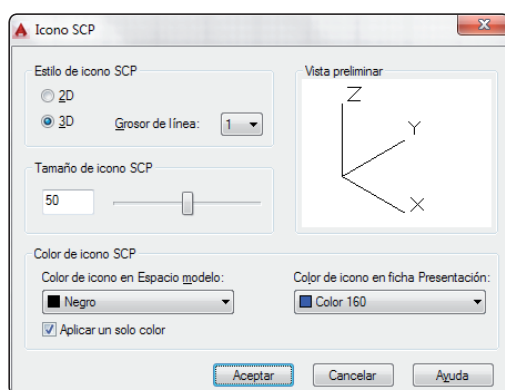 Icono SCP
Estilo de icono SCP
2D
3D
Grosor de línea: 1
Vista preliminar
Z
Y
X
Tamaño de icono SCP
50
Color de icono SCP
Color de icono en Espacio modelo:
Negro
Aplicar un solo color
Color de icono en ficha Presentación:
Color 160
Aceptar Cancelar Ayuda